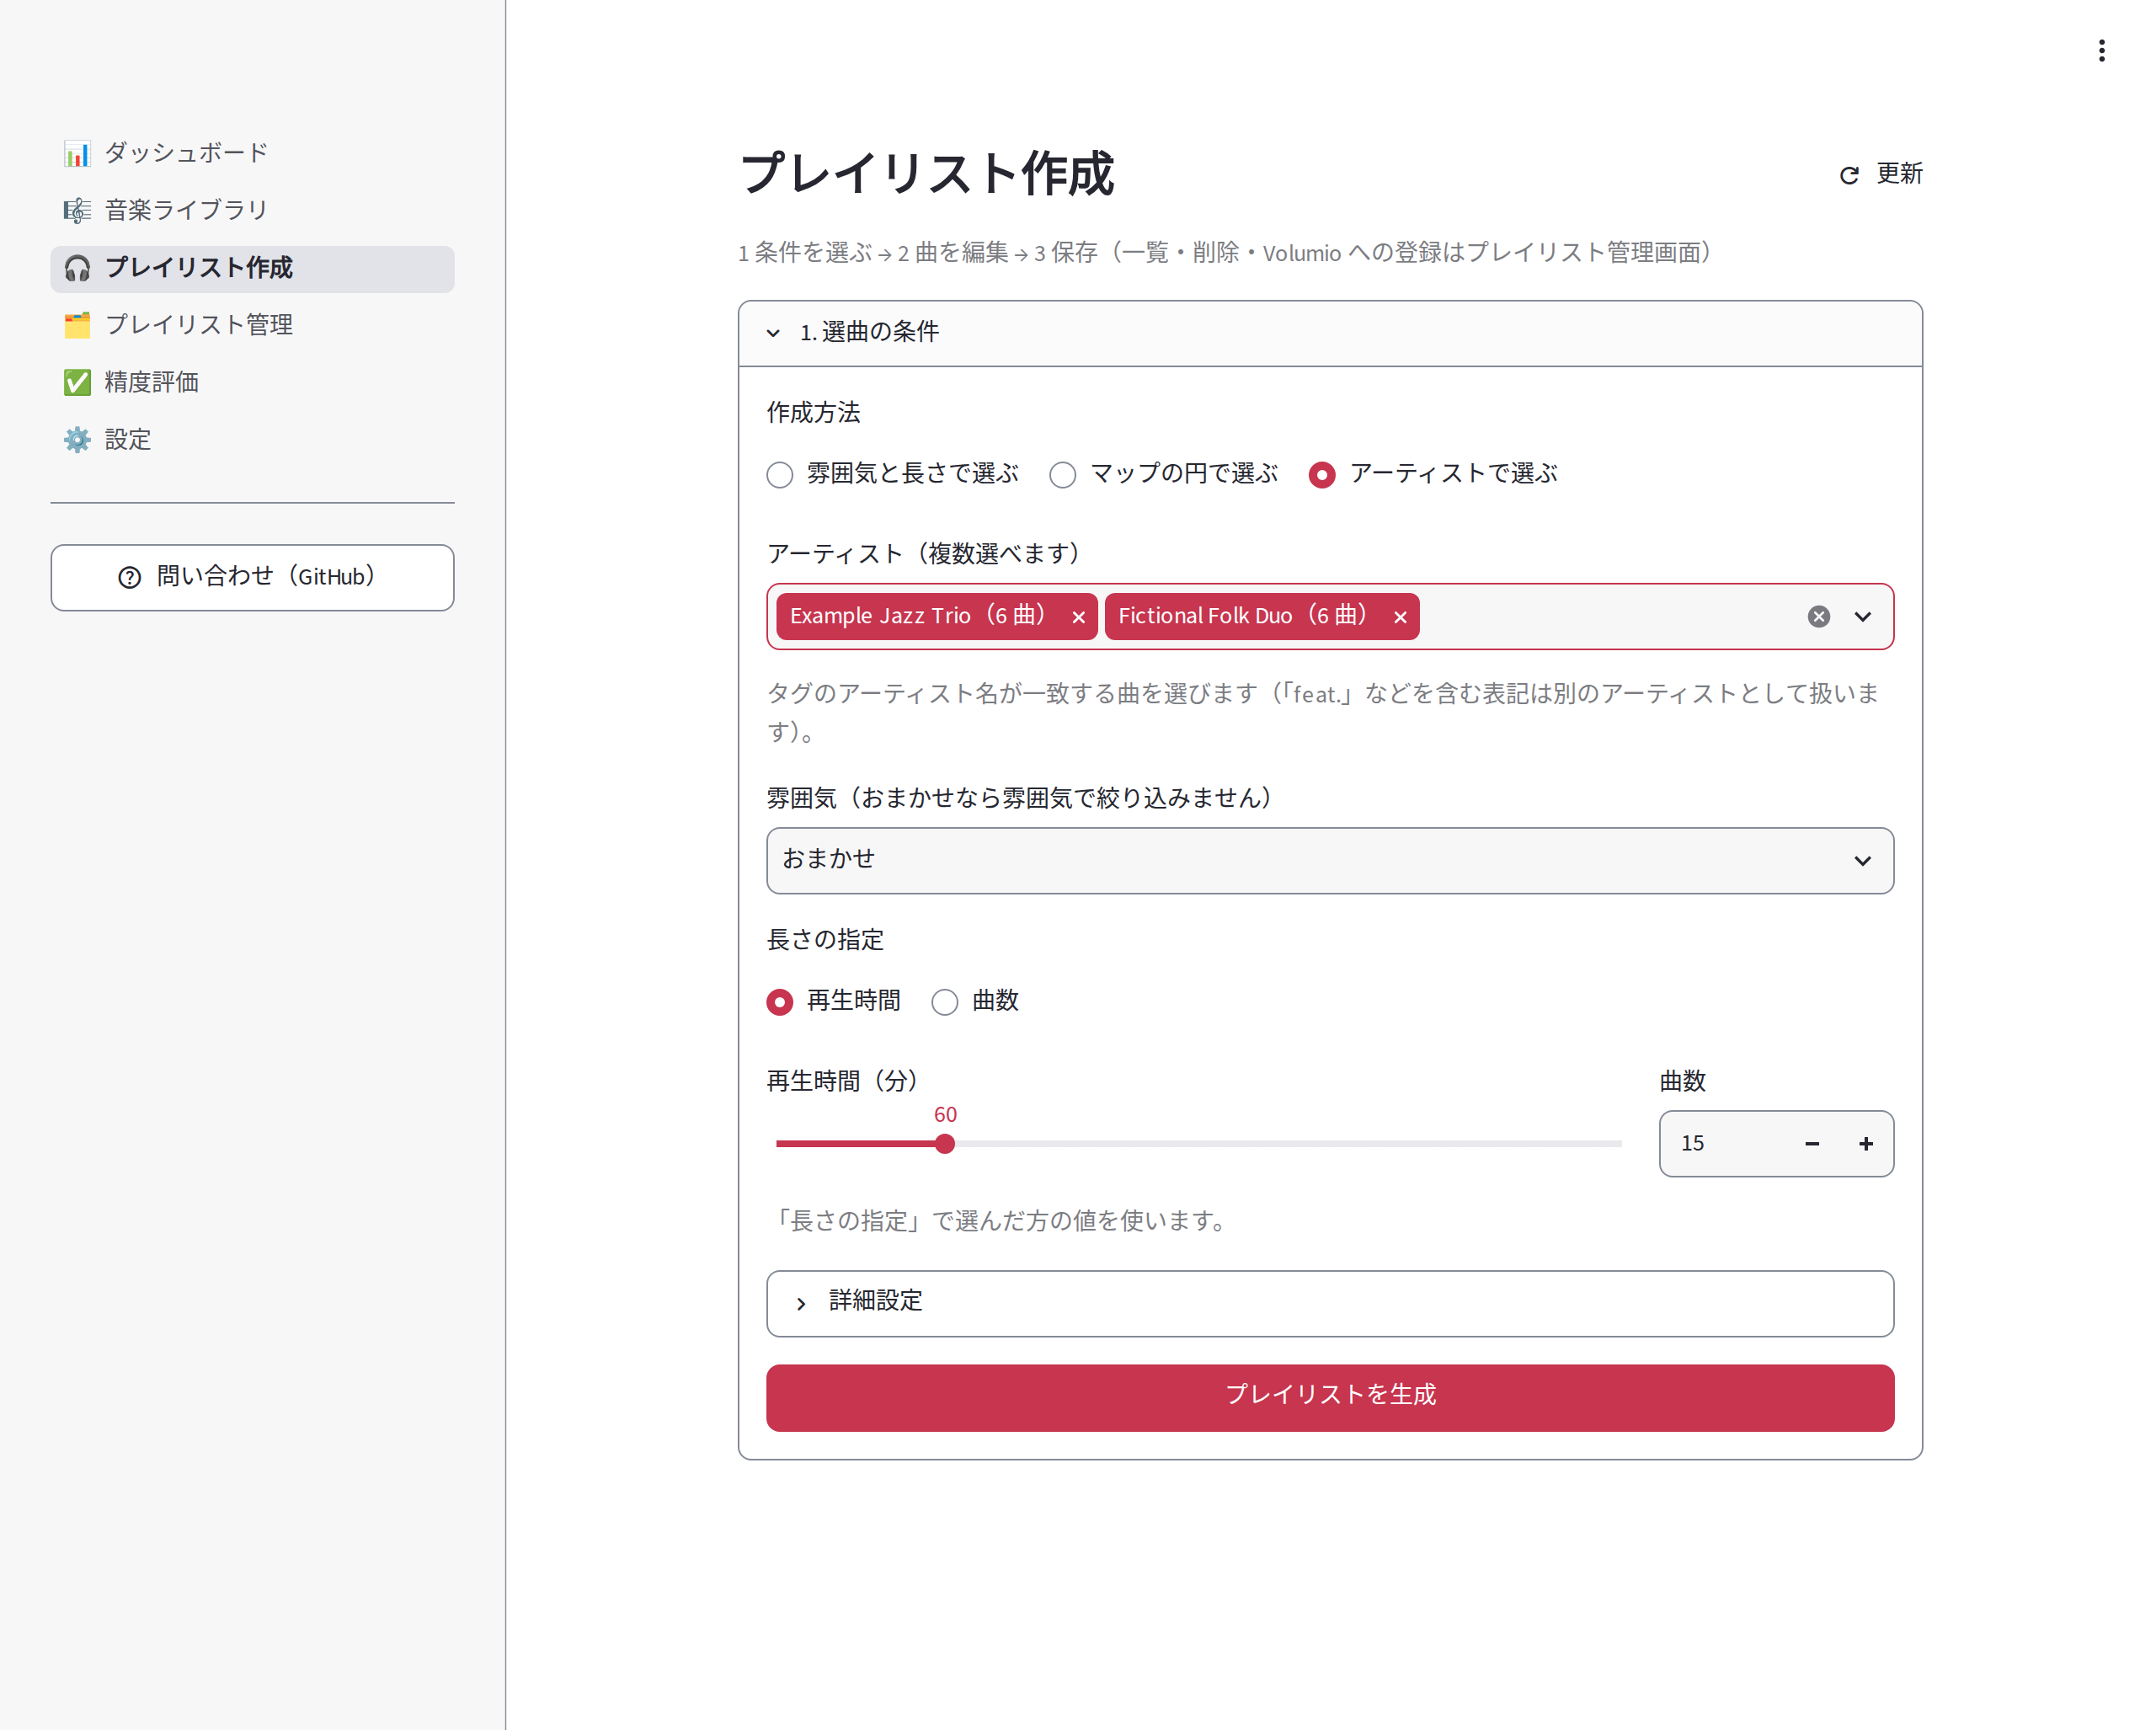 ダッシュボード
音楽ライブラリ
プレイリスト作成
プレイリスト管理
精度評価
設定
問い合わせ（GitHub）
プレイリスト作成
更新
1 条件を選ぶ → 2 曲を編集 → 3 保存（一覧・削除・Volumio への登録はプレイリスト管理画面）
1. 選曲の条件
作成方法
雰囲気と長さで選ぶ マップの円で選ぶ アーティストで選ぶ
アーティスト（複数選べます）
Example Jazz Trio（6 曲） Fictional Folk Duo（6 曲）
タグのアーティスト名が一致する曲を選びます（「feat.」などを含む表記は別のアーティストとして扱いま
す）。
雰囲気（おまかせなら雰囲気で絞り込みません）
おまかせ
長さの指定
再生時間 曲数
再生時間（分） 曲数
60
15
「長さの指定」で選んだ方の値を使います。
詳細設定
プレイリストを生成